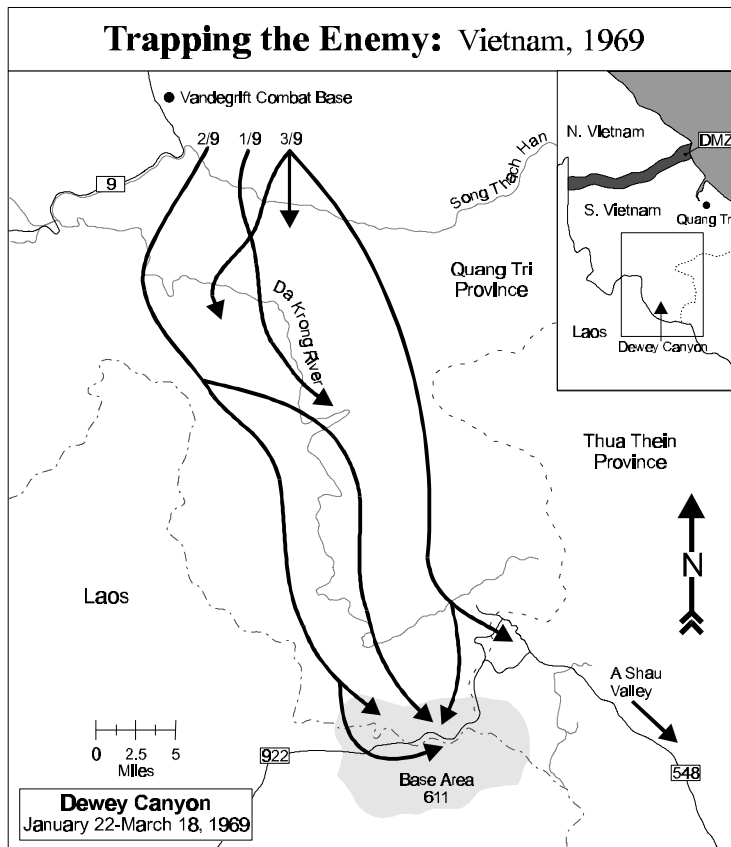 Trapping the Enemy: Vietnam, 1969
Vandegrift Combat Base
2/9
1/9
3/9
9
Song Thach Han
Da Krong River
Quang Tri
Province
Thua Thein
Province
Laos
N
A Shau
Valley
0 2.5 5
Miles
922
548
Base Area
611
Dewey Canyon
January 22-March 18, 1969
N. Vietnam
DMZ
S. Vietnam
Quang Tri
Laos
Dewey Canyon